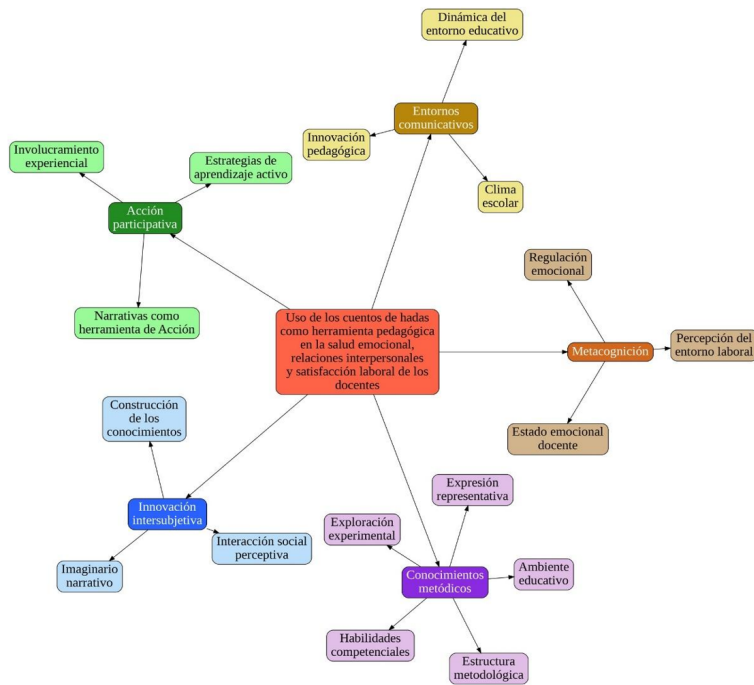 Dinámica del
entorno educativo
Entornos
comunicativos
Innovación
pedagógica
Clima
escolar
Involucramiento
experiencial
Estrategias de
aprendizaje activo
Acción
participativa
Narrativas como
herramienta de Acción
Regulación
emocional
Uso de los cuentos de hadas
como herramienta pedagógica
en la salud emocional,
relaciones interpersonales
y satisfacción laboral de los
docentes
Metacognición
Percepción del
entorno laboral
Estado emocional
docente
Construcción
de los
conocimientos
Innovación
intersubjetiva
Interacción social
perceptiva
Imaginario
narrativo
Expresión
representativa
Exploración
experimental
Conocimientos
metódicos
Ambiente
educativo
Habilidades
competenciales
Estructura
metodológica